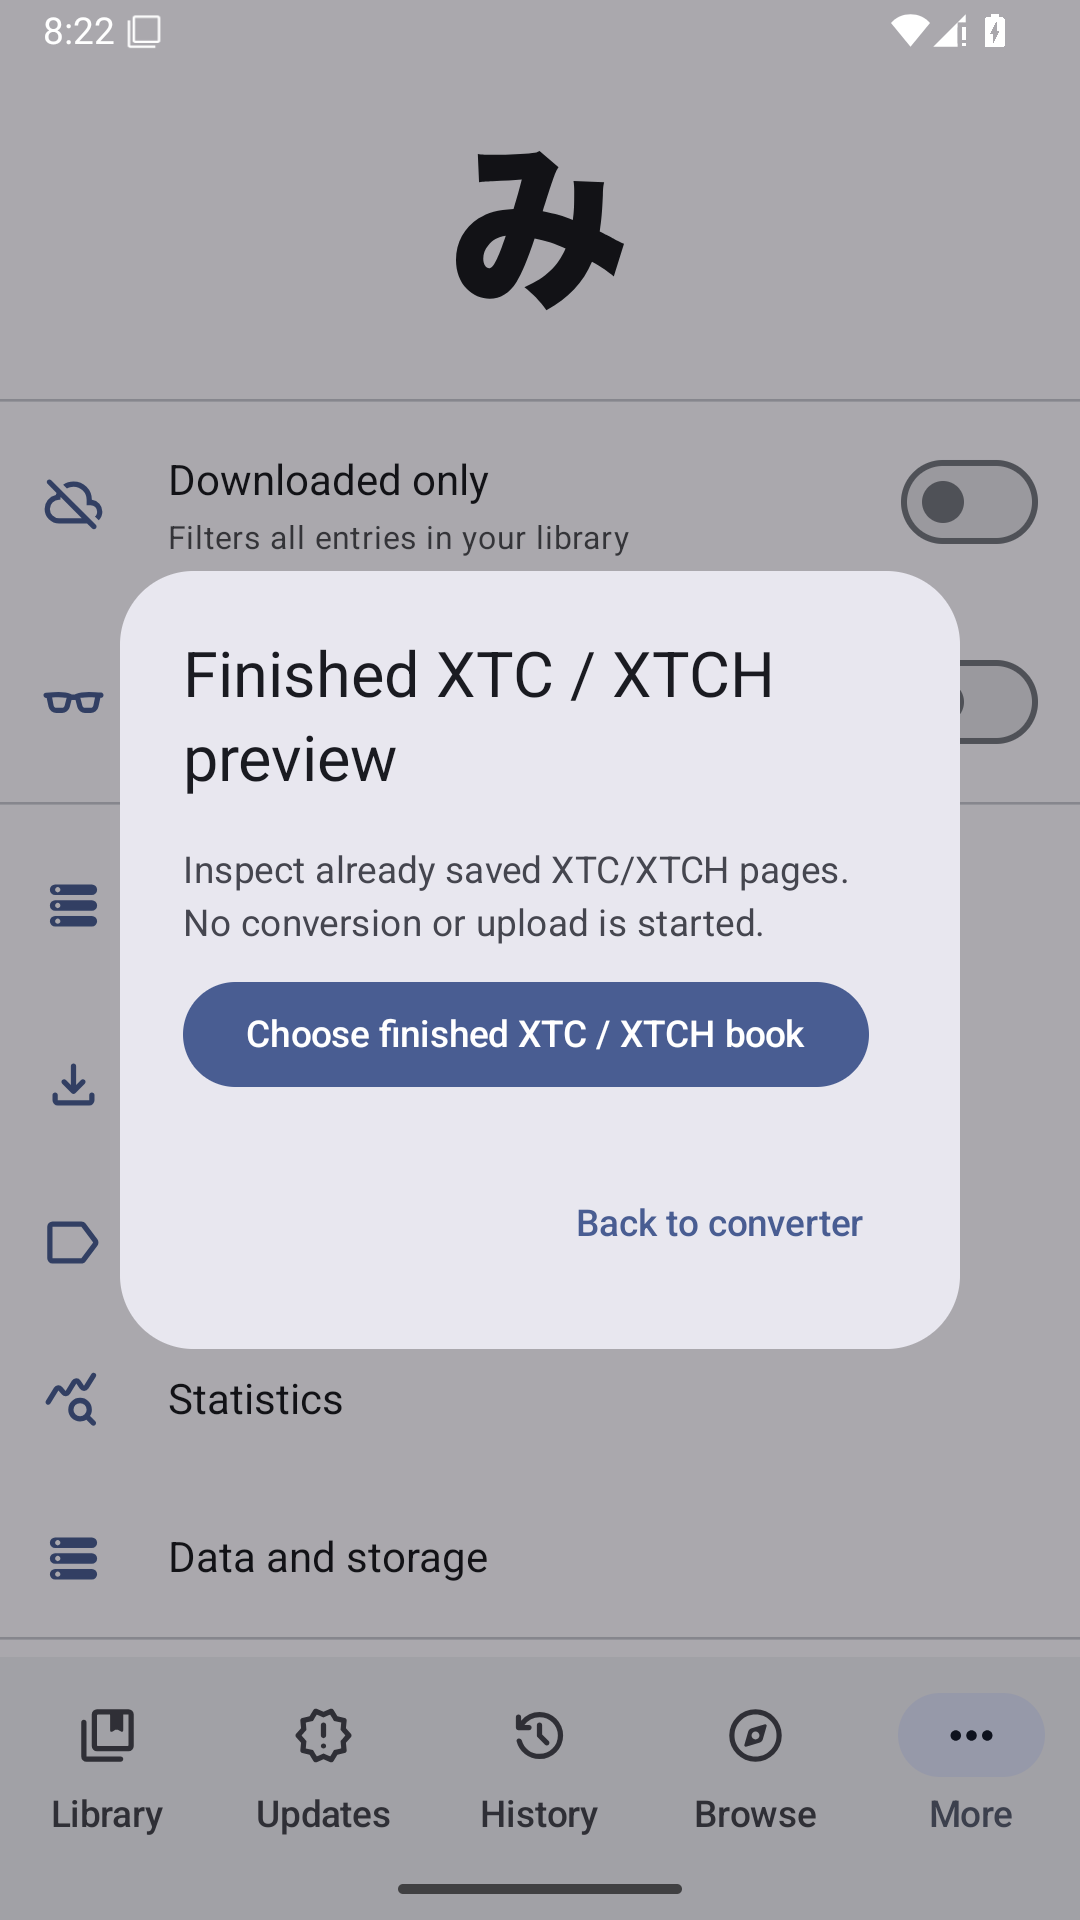 8:22
み
Downloaded only
Filters all entries in your library
Finished XTC / XTCH
preview
Inspect already saved XTC/XTCH pages.
No conversion or upload is started.
Choose finished XTC / XTCH book
Back to converter
Statistics
Data and storage
Library
Updates
History
Browse
More